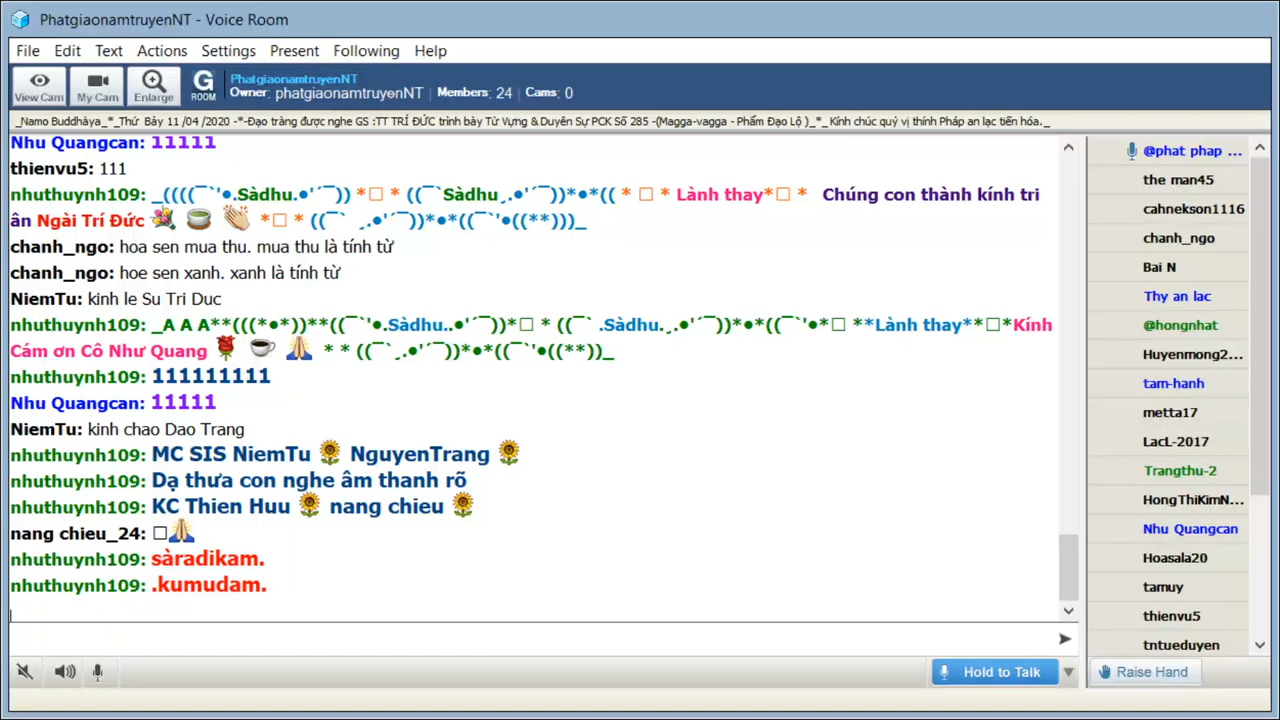 PhatgiaonamtruyenNT - Voice Room
File Edit Text Actions Settings Present Following Help
View Cam My Cam Enlarge G ROOM PhatgiaonamtruyenNT
Owner: phatgiaonamtruyenNT | Members: 24 | Cams: 0
_Namo Buddhàya_*_Thứ Bảy 11 /04 /2020 -*-Đạo tràng được nghe GS :TT TRÍ ĐỨC trình bày Từ Vựng & Duyên Sự PCK Số 285 -(Magga-vagga - Phẩm Đạo Lộ )_*_ Kính chúc quý vị thính Pháp an lạc tiến hóa._
Nhu Quangcan: 11111
thienvu5: 111
nhuthuynh109: _((((¯`'•.Sàdhu.•'´¯)) *□ * ((¯`Sàdhu¸.•'´¯))*•*(( * □ * Lành thay*□ * Chúng con thành kính tri
ân Ngài Trí Đức 💐 🍵 👏🏻 *□ * ((¯` ¸.•'´¯))*•*((¯`'•((**)))_
chanh_ngo: hoa sen mua thu. mua thu là tính từ
chanh_ngo: hoe sen xanh. xanh là tính từ
NiemTu: kinh le Su Tri Duc
nhuthuynh109: _A A A**(((*•*))**((¯`'•.Sàdhu..•'´¯))*□ * ((¯` .Sàdhu.¸.•'´¯))*•*((¯`'•*□ **Lành thay**□*Kính
Cám ơn Cô Như Quang 🌹 ☕ 🙏🏻 * * ((¯`¸.•'´¯))*•*((¯`'•((**))_
nhuthuynh109: 111111111
Nhu Quangcan: 11111
NiemTu: kinh chao Dao Trang
nhuthuynh109: MC SIS NiemTu 🌻 NguyenTrang 🌻
nhuthuynh109: Dạ thưa con nghe âm thanh rõ
nhuthuynh109: KC Thien Huu 🌻 nang chieu 🌻
nang chieu_24: □🙏🏻
nhuthuynh109: sàradikam.
nhuthuynh109: .kumudam.
@phat phap ...
the man45
cahnekson1116
chanh_ngo
Bai N
Thy an lac
@hongnhat
Huyenmong2...
tam-hanh
metta17
LacL-2017
Trangthu-2
HongThiKimN...
Nhu Quangcan
Hoasala20
tamuy
thienvu5
tntueduyen
Hold to Talk
Raise Hand